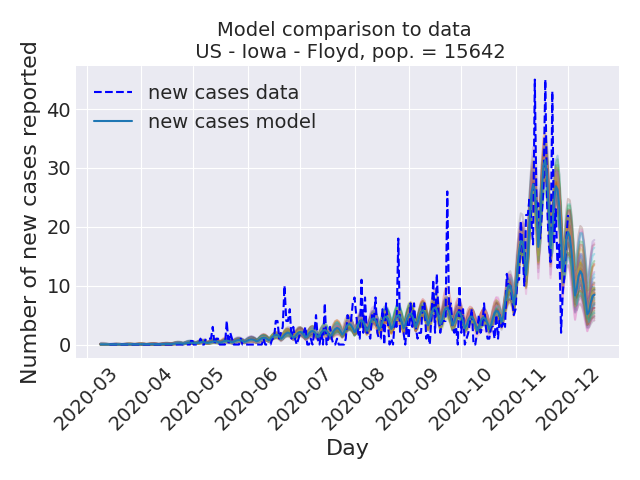 Model comparison to data
US - Iowa - Floyd, pop. = 15642
Number of new cases reported
40
30
20
10
0
new cases data
new cases model
2020-03
2020-04
2020-05
2020-06
2020-07
2020-08
2020-09
2020-10
2020-11
2020-12
Day